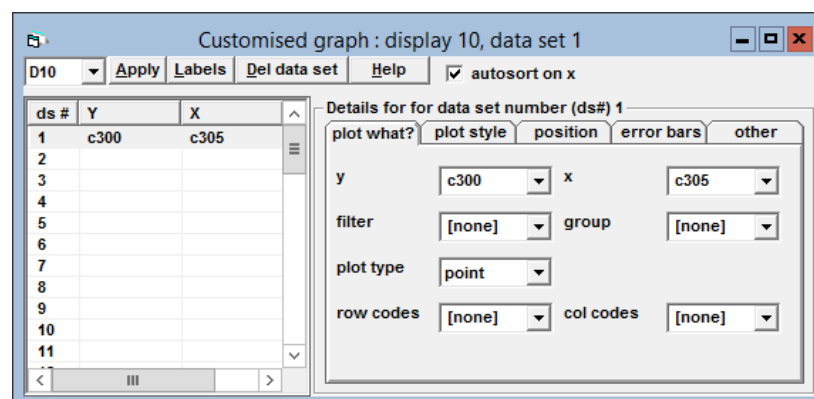 Customised graph : display 10, data set 1
D10 Apply Labels Del data set Help autosort on x
ds # Y X
1 c300 c305
2
3
4
5
6
7
8
9
10
11
Details for for data set number (ds#) 1
plot what? plot style position error bars other
y c300 x c305
filter [none] group [none]
plot type point
row codes [none] col codes [none]